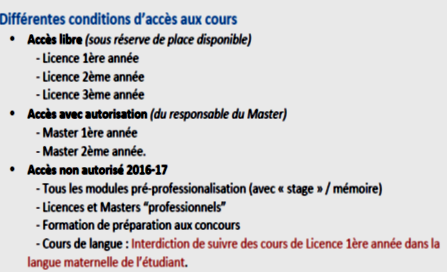 Différentes conditions d'accès aux cours
• Accès libre (sous réserve de place disponible)
- Licence 1ère année
- Licence 2ème année
- Licence 3ème année
• Accès avec autorisation (du responsable du Master)
- Master 1ère année
- Master 2ème année.
• Accès non autorisé 2016-17
- Tous les modules pré-professionalisation (avec « stage » / mémoire)
- Licences et Masters "professionnels"
- Formation de préparation aux concours
- Cours de langue : Interdiction de suivre des cours de Licence 1ère année dans la
langue maternelle de l'étudiant.